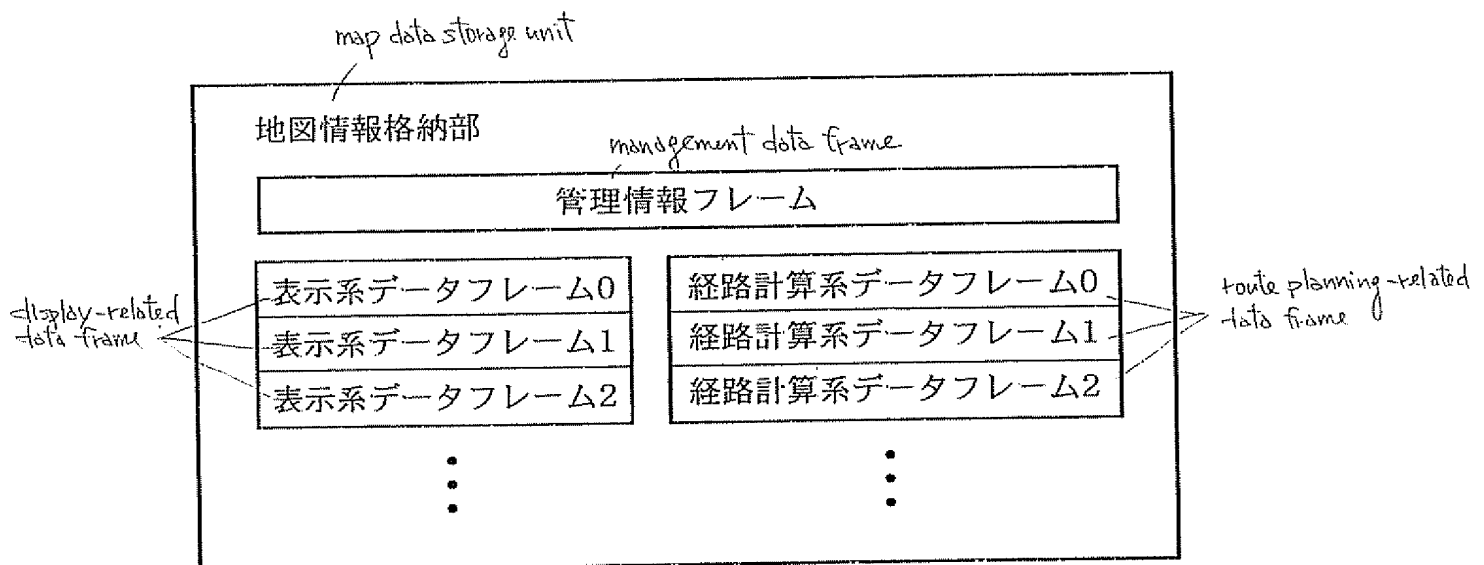 map data storage unit
地図情報格納部
management data frame
管理情報フレーム
display-related
data frame
表示系データフレーム0
表示系データフレーム1
表示系データフレーム2
経路計算系データフレーム0
経路計算系データフレーム1
経路計算系データフレーム2
route planning-related
data frame